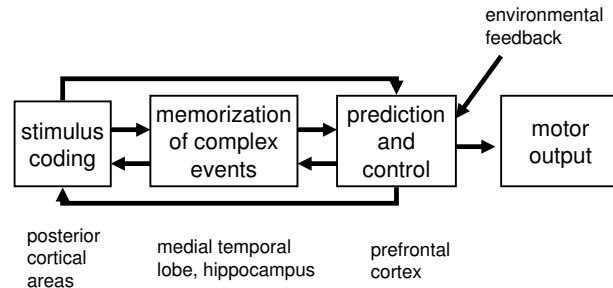 environmental
feedback
stimulus
coding
memorization
of complex
events
prediction
and
control
motor
output
posterior
cortical
areas
medial temporal
lobe, hippocampus
prefrontal
cortex